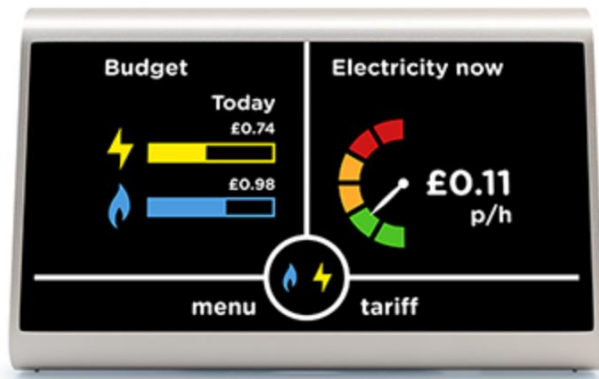 Budget
Today
£0.74
£0.98
Electricity now
£0.11
p/h
menu
tariff